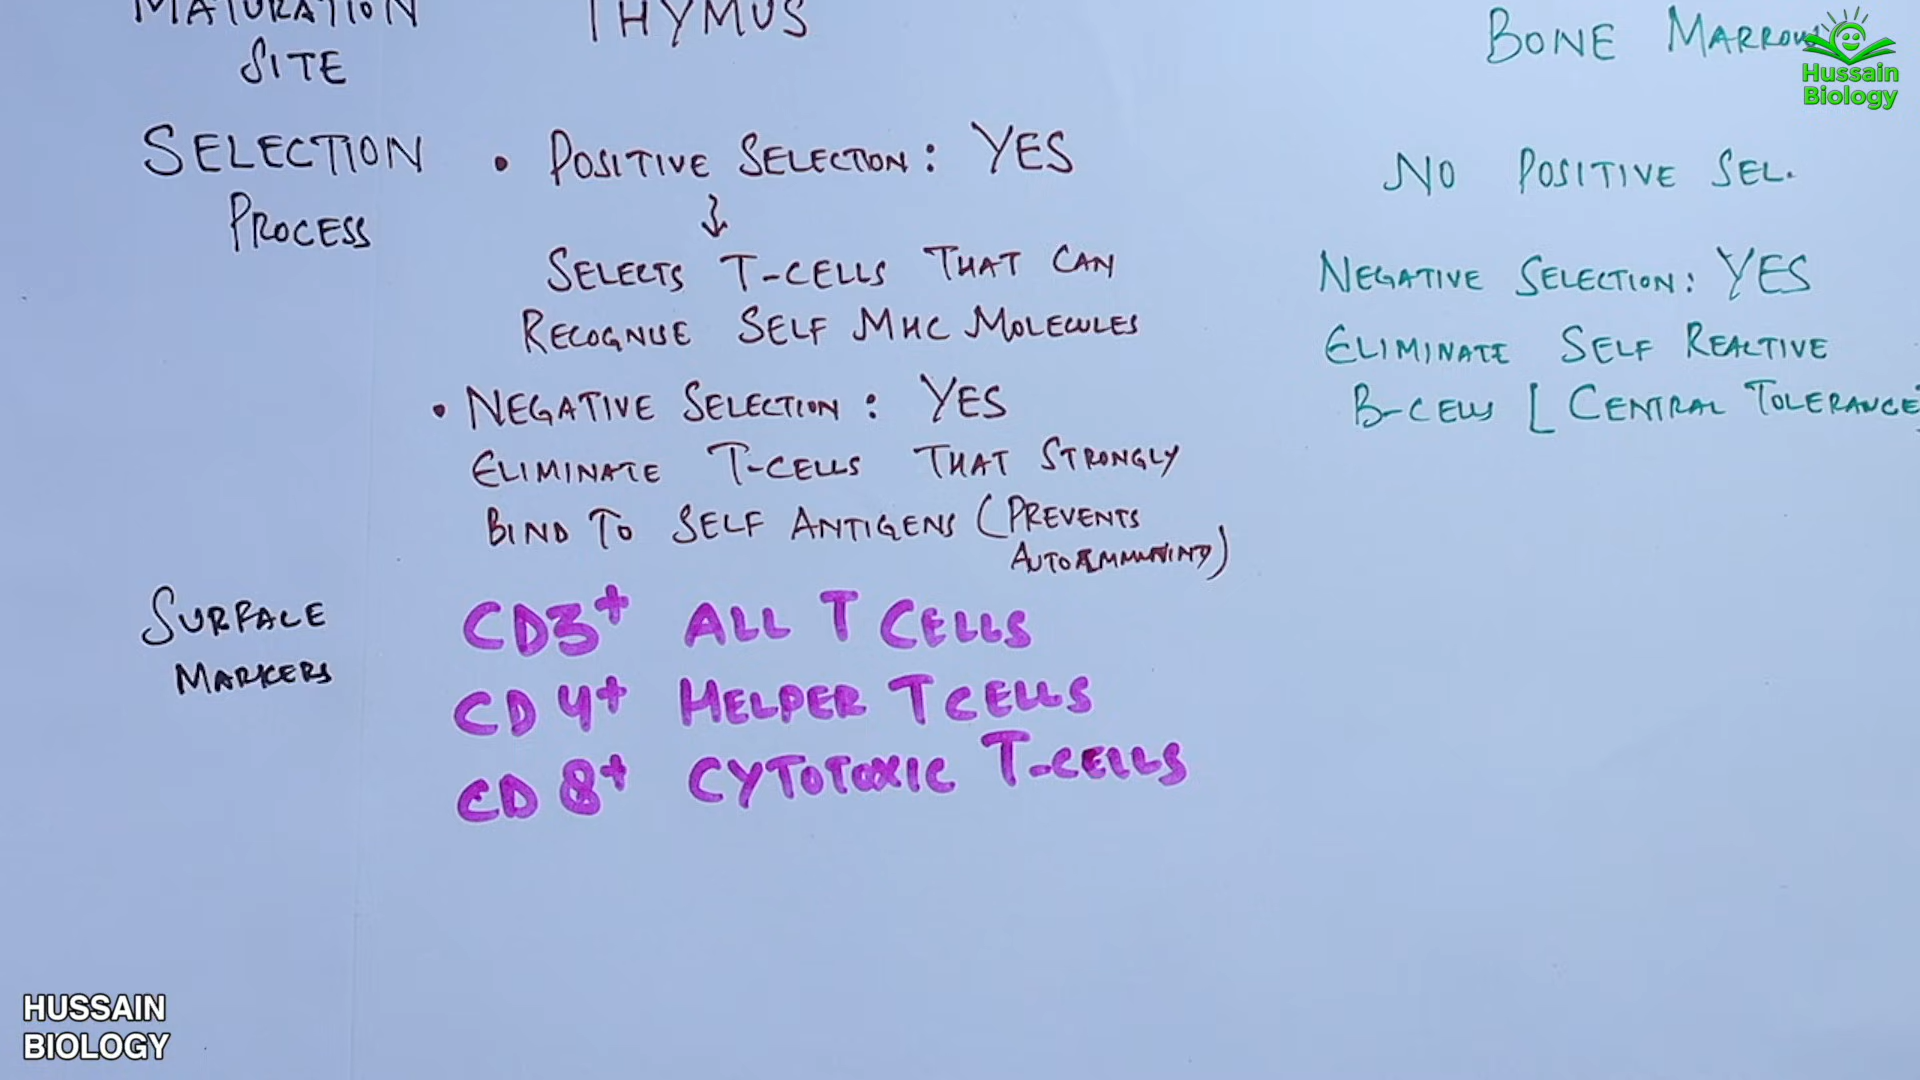 MATURATION
SITE
THYMUS
BONE MARROW
Hussain
Biology
SELECTION
PROCESS
• POSITIVE SELECTION: YES
↓
SELECTS T-CELLS THAT CAN
RECOGNISE SELF MHC MOLECULES
• NEGATIVE SELECTION: YES
ELIMINATE T-CELLS THAT STRONGLY
BIND TO SELF ANTIGENS (PREVENTS
AUTOIMMUNITY)
NO POSITIVE SEL.
NEGATIVE SELECTION: YES
ELIMINATE SELF REACTIVE
B-CELLS [CENTRAL TOLERANCE]
SURFACE
MARKERS
CD3+ ALL T CELLS
CD4+ HELPER T CELLS
CD8+ CYTOTOXIC T-CELLS
HUSSAIN
BIOLOGY